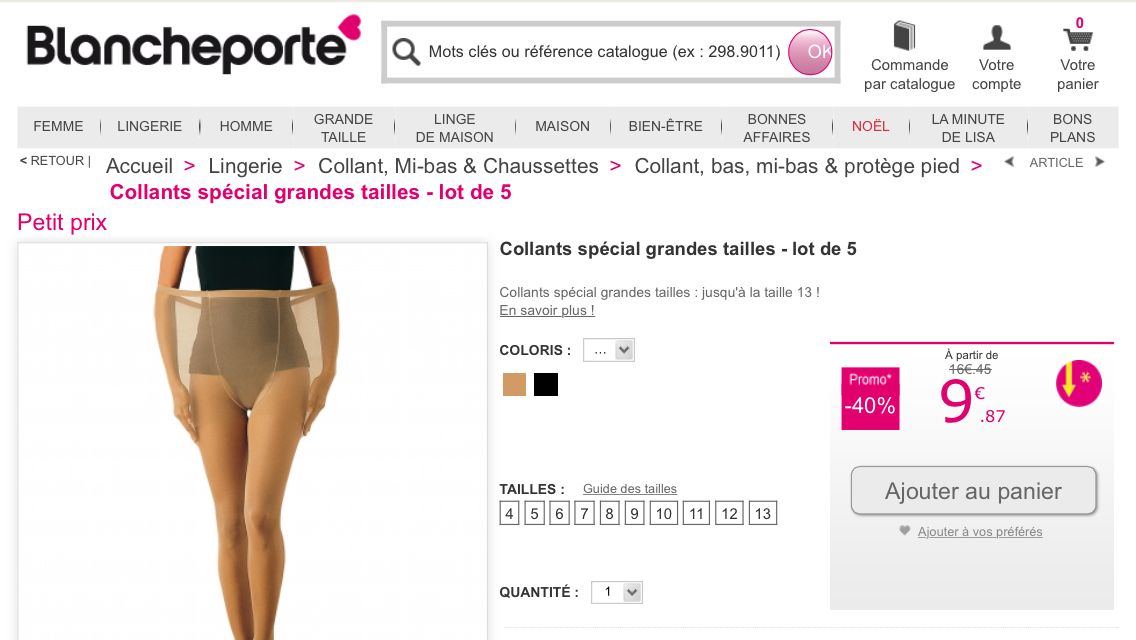 Blancheporte
Mots clés ou référence catalogue (ex : 298.9011)
OK
Commande
par catalogue
Votre
compte
0
Votre
panier
FEMME | LINGERIE | HOMME | GRANDE TAILLE | LINGE DE MAISON | MAISON | BIEN-ÊTRE | BONNES AFFAIRES | NOËL | LA MINUTE DE LISA | BONS PLANS
< RETOUR |
Accueil > Lingerie > Collant, Mi-bas & Chaussettes > Collant, bas, mi-bas & protège pied >
Collants spécial grandes tailles - lot de 5
ARTICLE
Petit prix
Collants spécial grandes tailles - lot de 5
Collants spécial grandes tailles : jusqu'à la taille 13 !
En savoir plus !
COLORIS : ...
À partir de
16€.45
Promo*
-40%
9€.87
*
TAILLES : Guide des tailles
4 5 6 7 8 9 10 11 12 13
Ajouter au panier
Ajouter à vos préférés
QUANTITÉ : 1